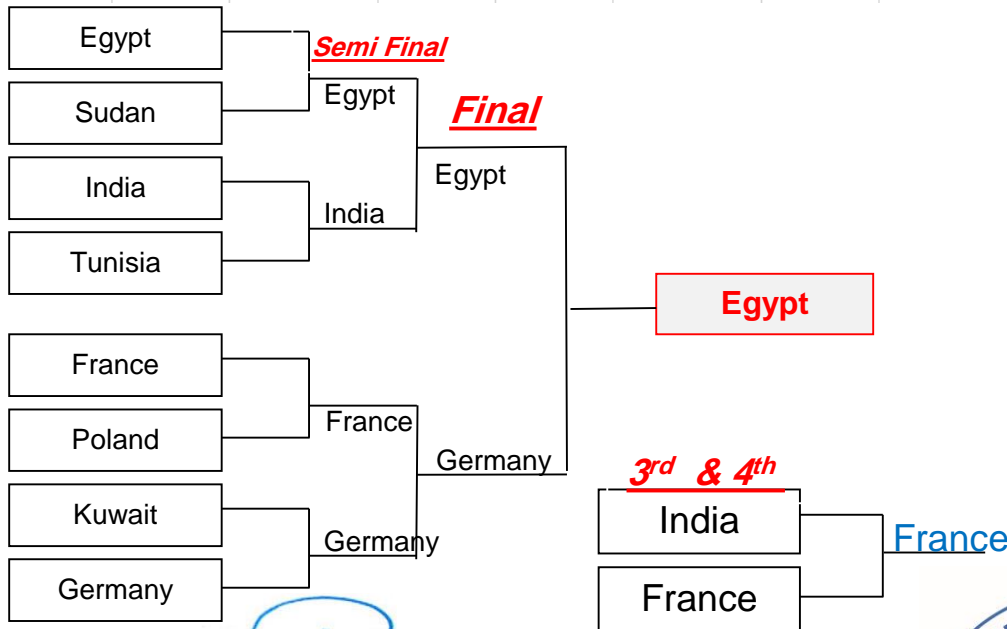 Egypt
Semi Final
Egypt
Sudan
Final
India
Egypt
India
Tunisia
Egypt
France
France
Poland
Germany
3rd & 4th
Kuwait
India
Germany
France
Germany
France